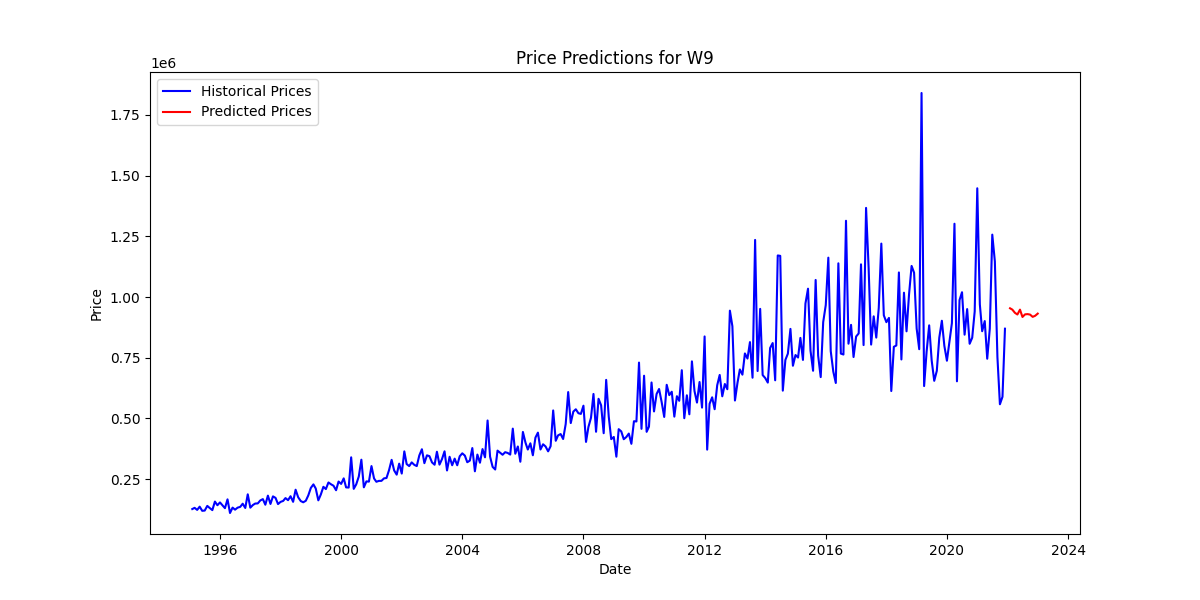 Price Predictions for W9
1e6
Historical Prices
Predicted Prices
1.75
1.50
1.25
1.00
0.75
0.50
0.25
Price
1996 2000 2004 2008 2012 2016 2020 2024
Date